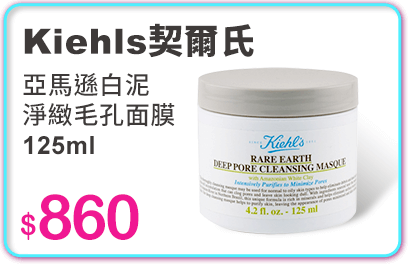 Kiehls契爾氏
亞馬遜白泥
淨緻毛孔面膜
125ml
$860
Kiehl's
RARE EARTH
DEEP PORE CLEANSING MASQUE
with Amazonian White Clay
Intensively Purifies to Minimize Pores
4.2 fl. oz. - 125 ml